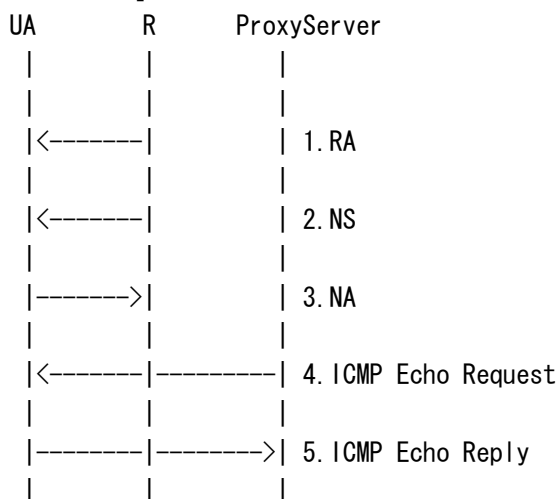 UA R ProxyServer
| | |
| | |
|<-------| | 1.RA
| | |
|<-------| | 2.NS
| | |
|------->| | 3.NA
| | |
|<-------|---------| 4.ICMP Echo Request
| | |
|--------|-------->| 5.ICMP Echo Reply
| | |